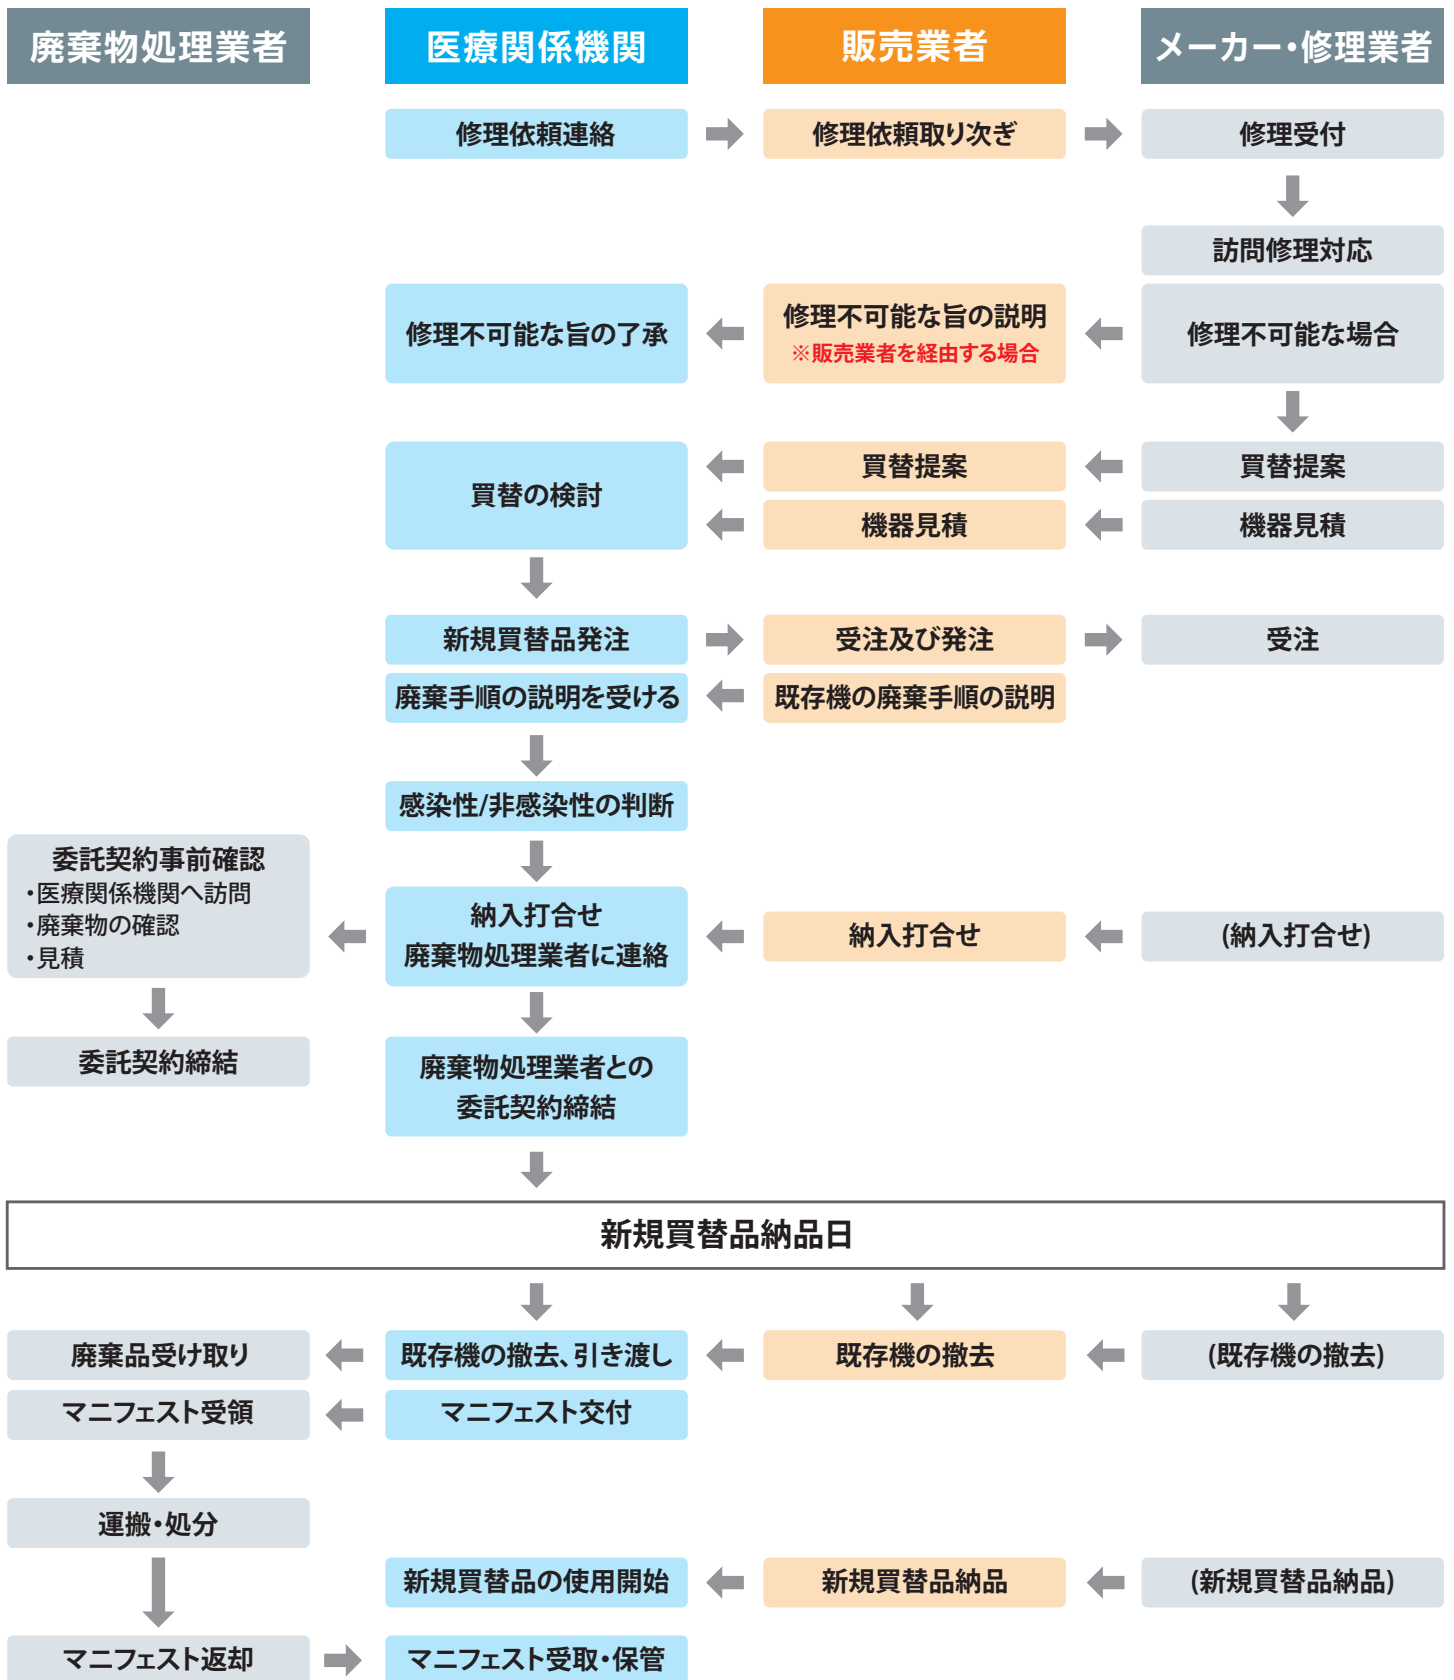 廃棄物処理業者
医療関係機関
販売業者
メーカー・修理業者
修理依頼連絡
修理依頼取り次ぎ
修理受付
訪問修理対応
修理不可能な旨の了承
修理不可能な旨の説明
※販売業者を経由する場合
修理不可能な場合
買替の検討
買替提案
買替提案
機器見積
機器見積
新規買替品発注
受注及び発注
受注
廃棄手順の説明を受ける
既存機の廃棄手順の説明
感染性/非感染性の判断
委託契約事前確認
・医療関係機関へ訪問
・廃棄物の確認
・見積
納入打合せ
廃棄物処理業者に連絡
納入打合せ
(納入打合せ)
委託契約締結
廃棄物処理業者との
委託契約締結
新規買替品納品日
廃棄品受け取り
既存機の撤去、引き渡し
既存機の撤去
(既存機の撤去)
マニフェスト受領
マニフェスト交付
運搬・処分
新規買替品の使用開始
新規買替品納品
(新規買替品納品)
マニフェスト返却
マニフェスト受取・保管